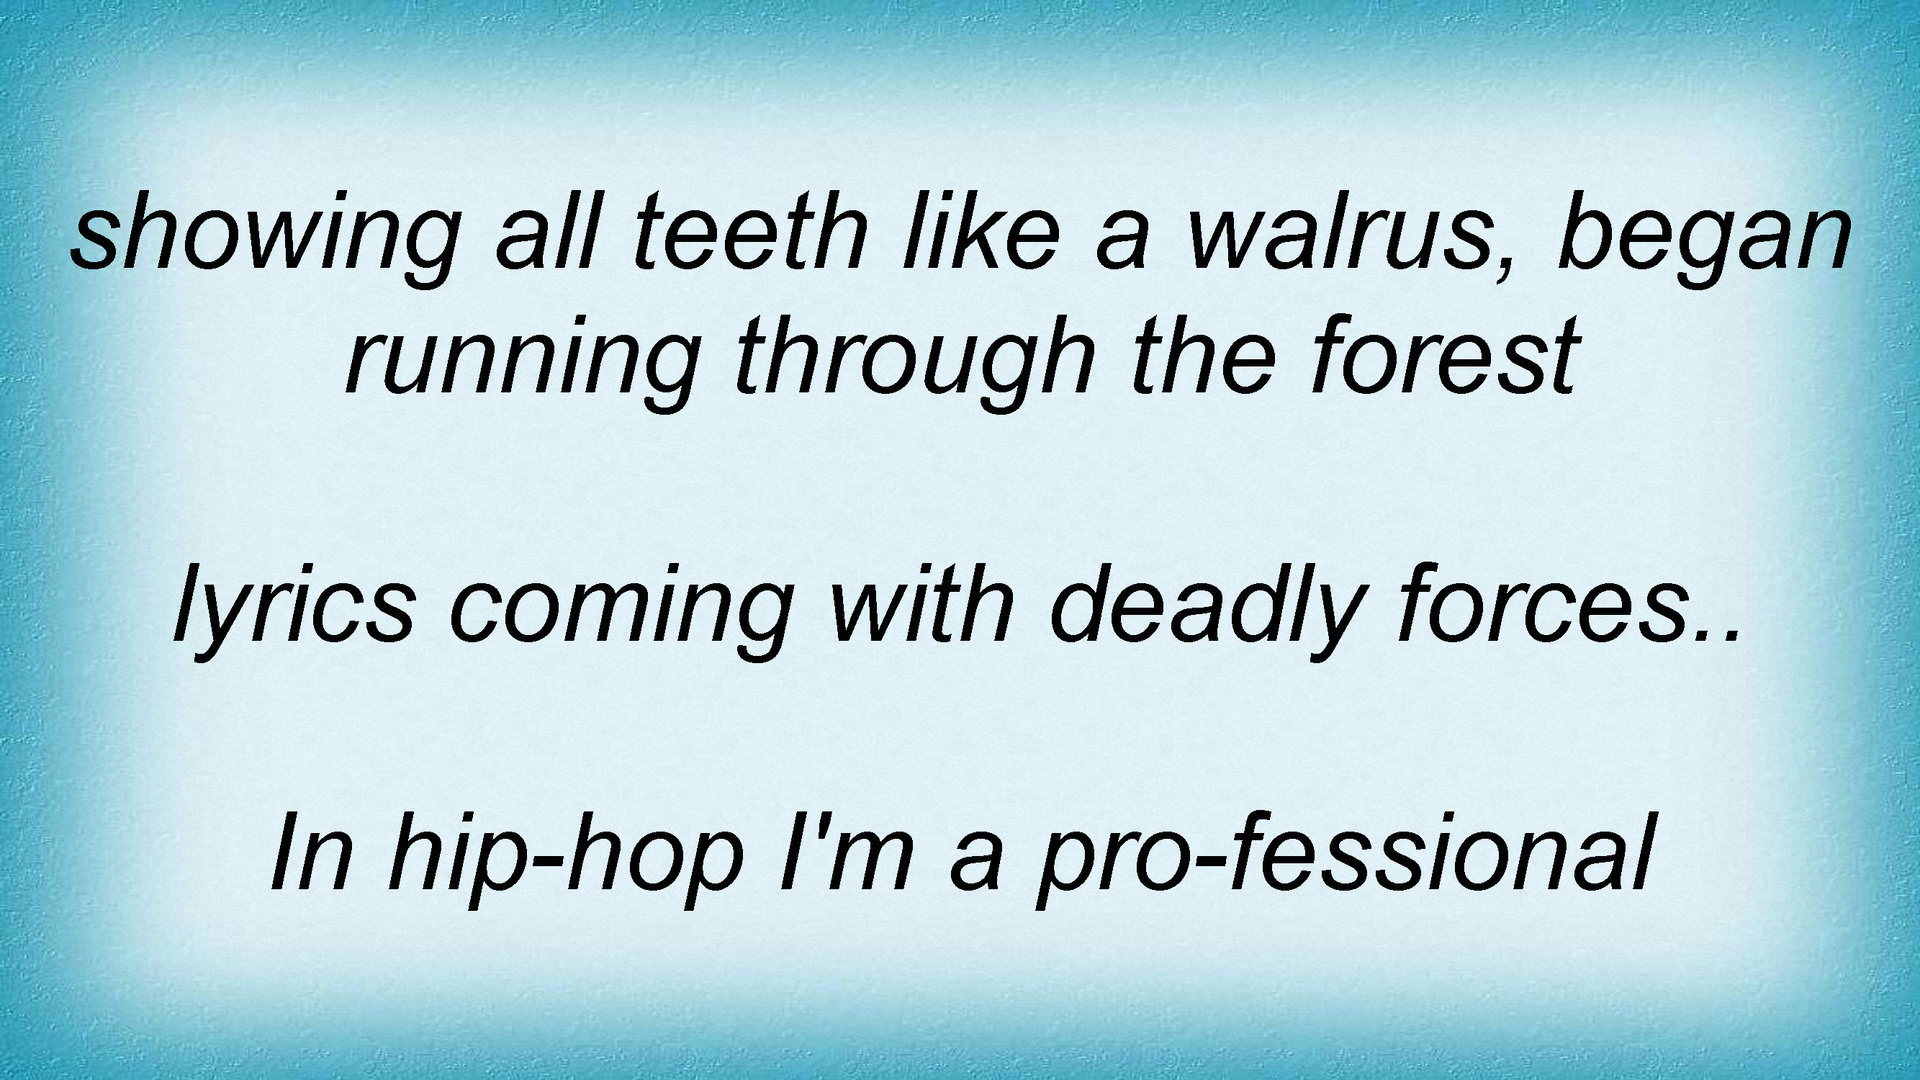 showing all teeth like a walrus, began
running through the forest
lyrics coming with deadly forces..
In hip-hop I'm a pro-fessional